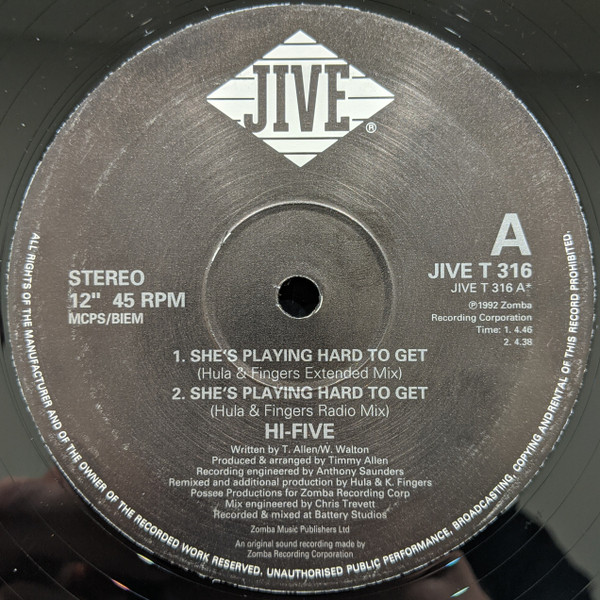 JIVE ®
A
STEREO
12" 45 RPM
MCPS/BIEM
JIVE T 316
JIVE T 316 A*
℗1992 Zomba
Recording Corporation
Time: 1. 4.46
2. 4.38
1. SHE'S PLAYING HARD TO GET
(Hula & Fingers Extended Mix)
2. SHE'S PLAYING HARD TO GET
(Hula & Fingers Radio Mix)
HI-FIVE
Written by T. Allen/W. Walton
Produced & arranged by Timmy Allen
Recording engineered by Anthony Saunders
Remixed and additional production by Hula & K. Fingers
Possee Productions for Zomba Recording Corp
Mix engineered by Chris Trevett
Recorded & mixed at Battery Studios
Zomba Music Publishers Ltd
An original sound recording made by
Zomba Recording Corporation
ALL RIGHTS OF THE MANUFACTURER AND OF THE OWNER OF THE RECORDED WORK RESERVED. UNAUTHORISED PUBLIC PERFORMANCE, BROADCASTING, COPYING AND RENTAL OF THIS RECORD PROHIBITED.